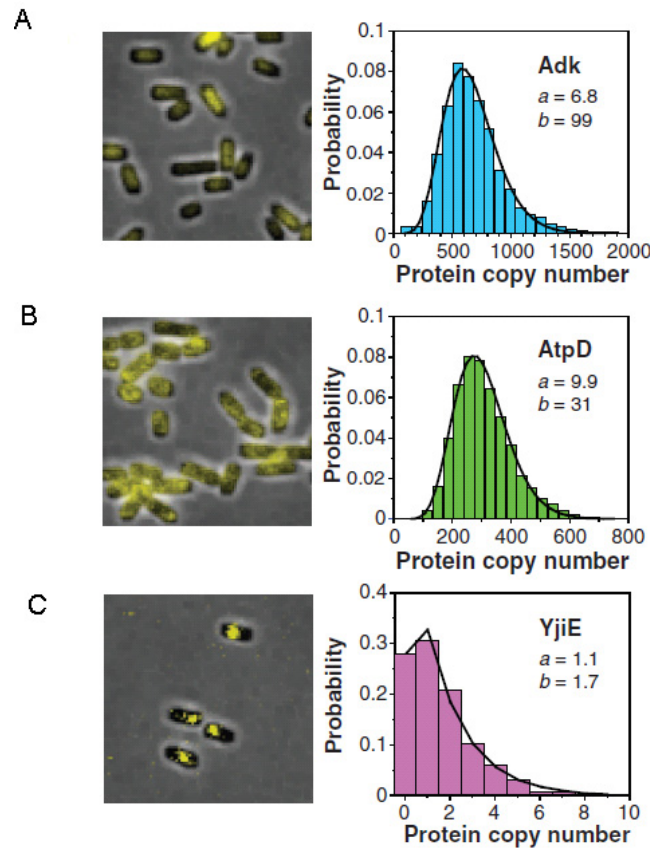 A
Adk
a = 6.8
b = 99
Probability
0.1
0.08
0.06
0.04
0.02
0
0 500 1000 1500 2000
Protein copy number
B
AtpD
a = 9.9
b = 31
Probability
0.1
0.08
0.06
0.04
0.02
0
200 400 600 800
Protein copy number
C
YjiE
a = 1.1
b = 1.7
Probability
0.4
0.3
0.2
0.1
0
0 2 4 6 8 10
Protein copy number